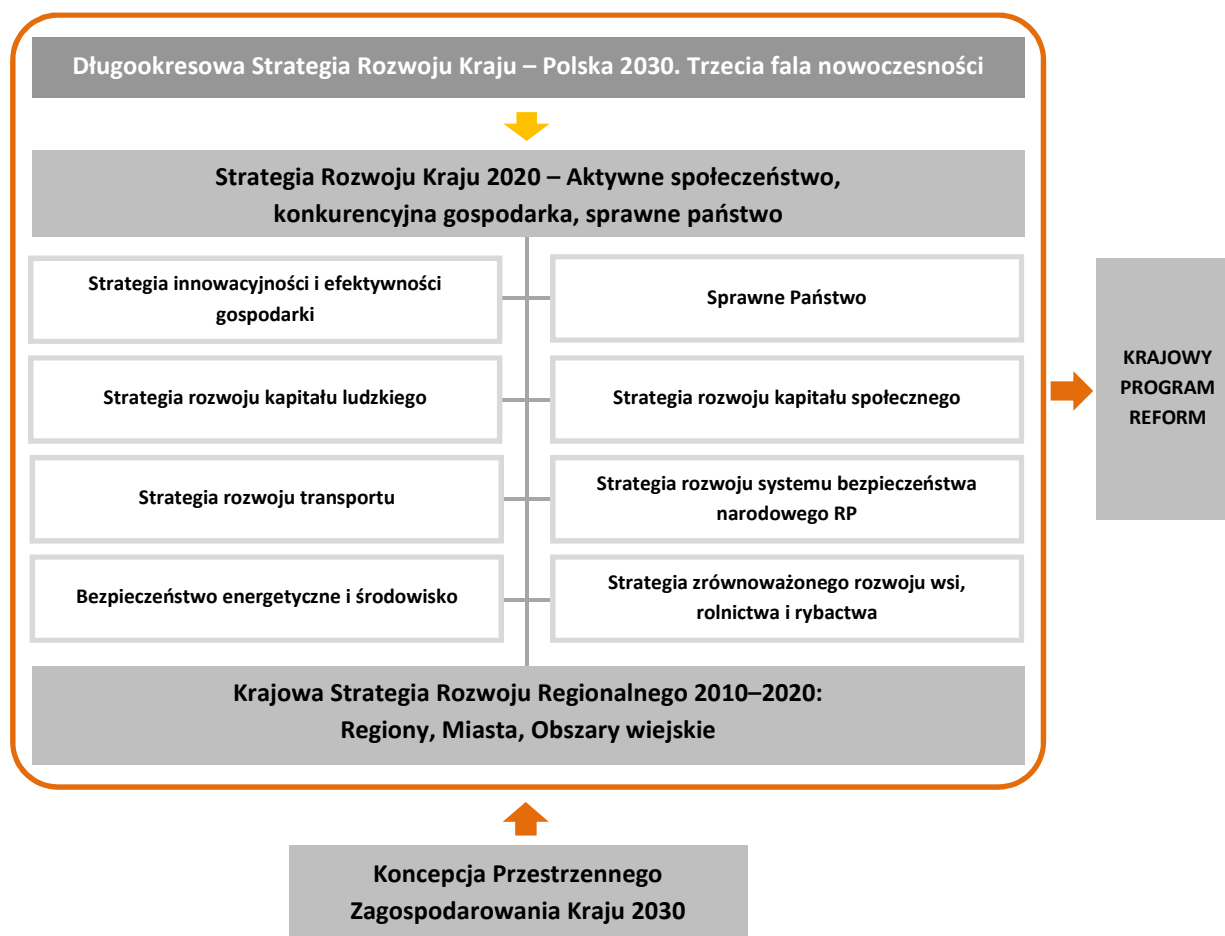 Długookresowa Strategia Rozwoju Kraju – Polska 2030. Trzecia fala nowoczesności
Strategia Rozwoju Kraju 2020 – Aktywne społeczeństwo,
konkurencyjna gospodarka, sprawne państwo
Strategia innowacyjności i efektywności
gospodarki
Sprawne Państwo
Strategia rozwoju kapitału ludzkiego
Strategia rozwoju kapitału społecznego
Strategia rozwoju transportu
Strategia rozwoju systemu bezpieczeństwa
narodowego RP
Bezpieczeństwo energetyczne i środowisko
Strategia zrównoważonego rozwoju wsi,
rolnictwa i rybactwa
Krajowa Strategia Rozwoju Regionalnego 2010–2020:
Regiony, Miasta, Obszary wiejskie
KRAJOWY
PROGRAM
REFORM
Koncepcja Przestrzennego
Zagospodarowania Kraju 2030